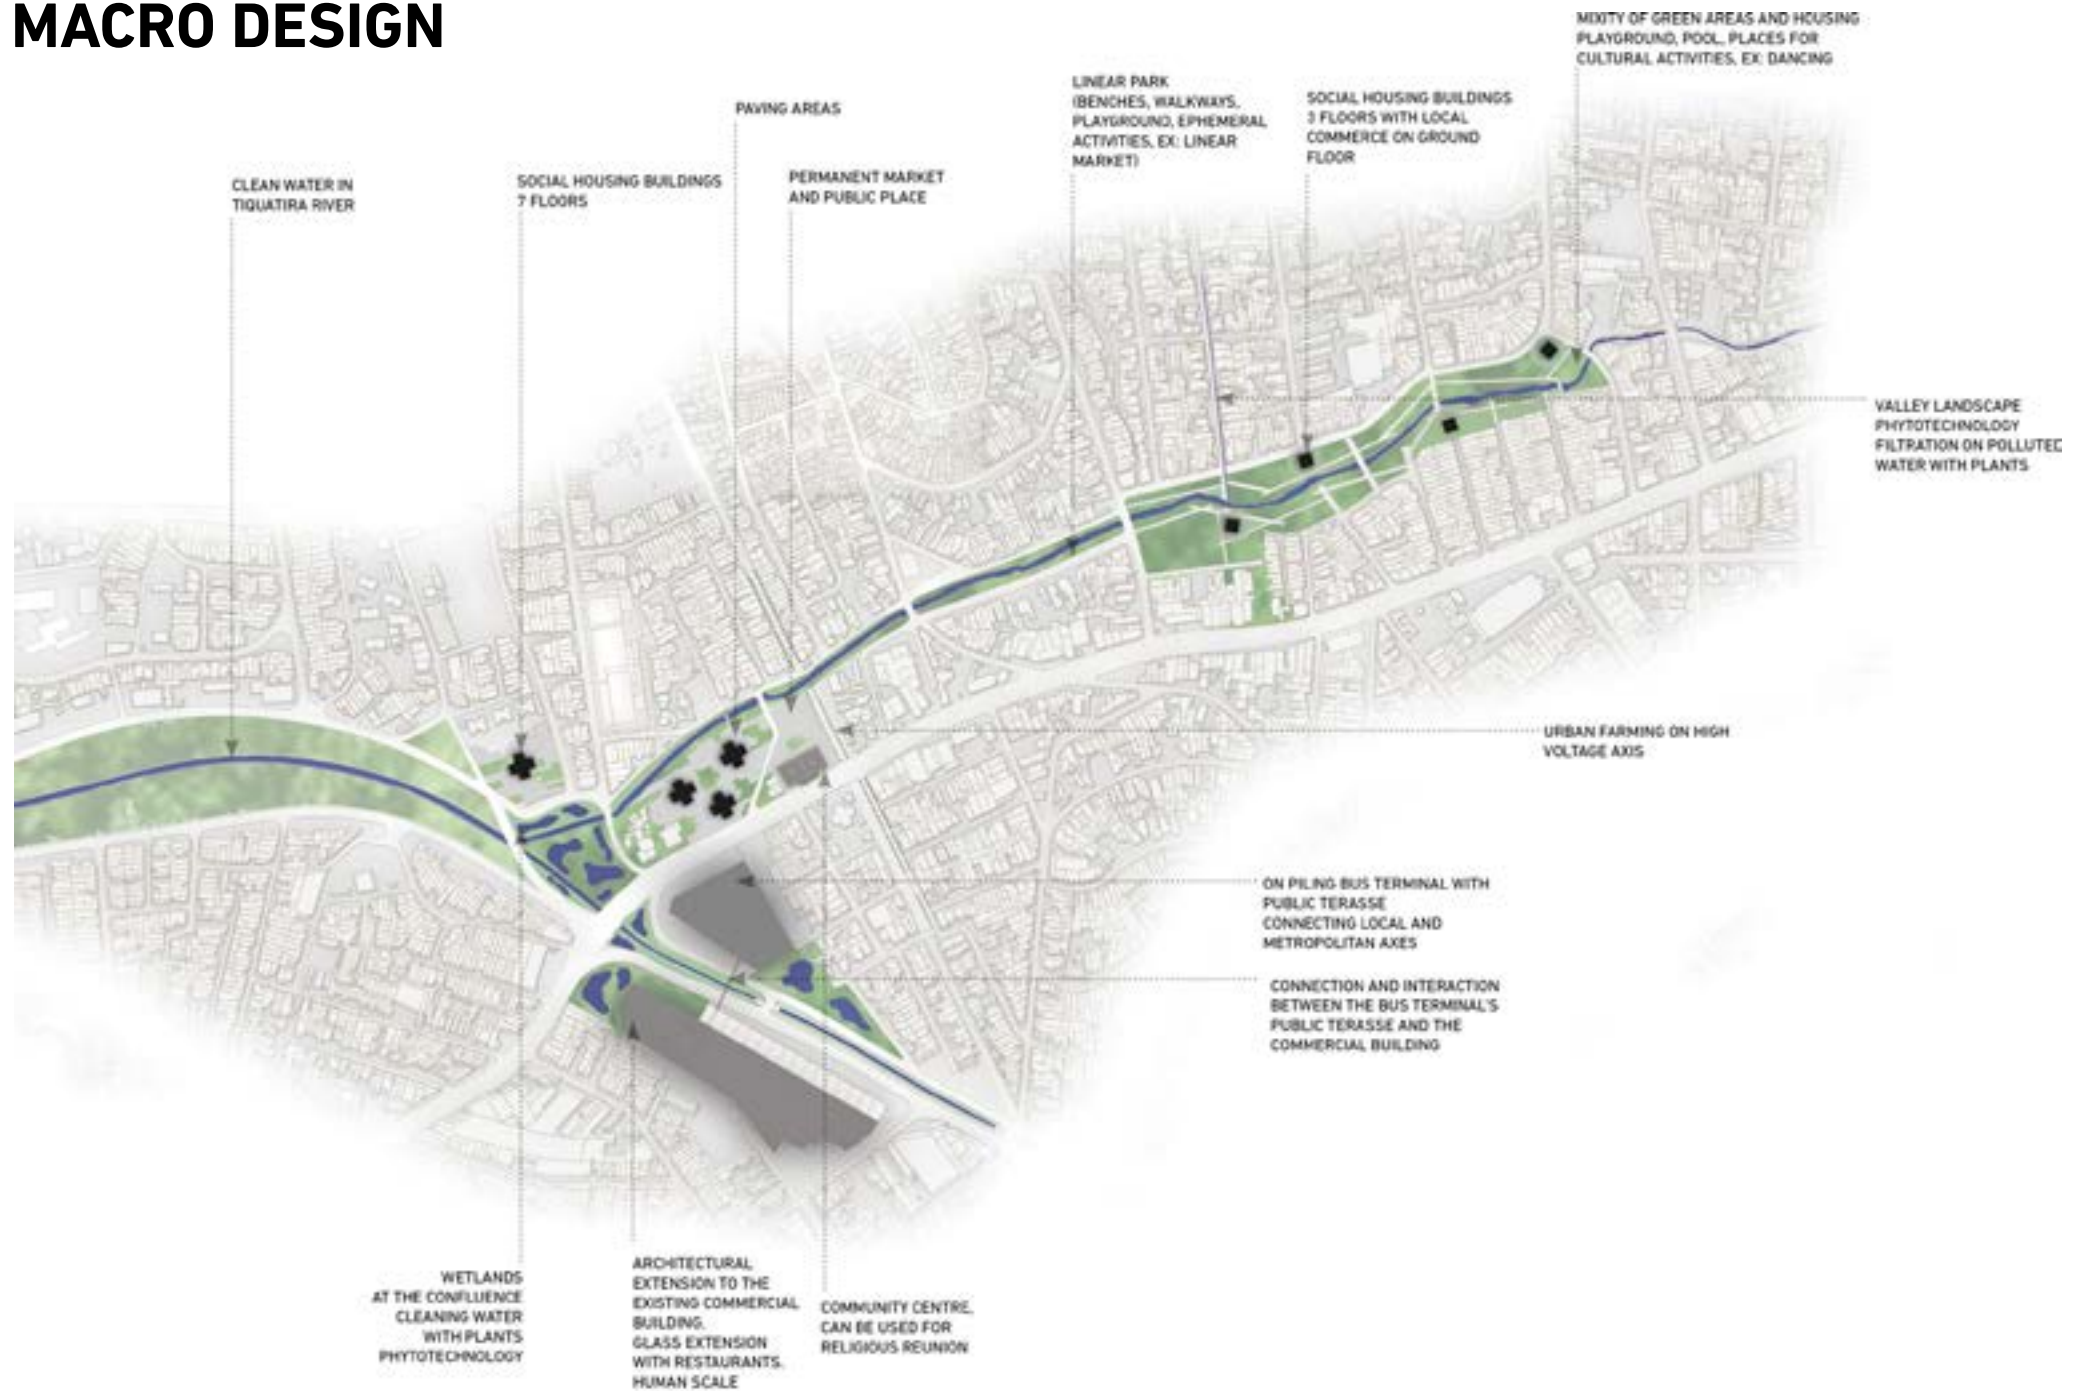 MACRO DESIGN
MIXITY OF GREEN AREAS AND HOUSING
PLAYGROUND, POOL, PLACES FOR
CULTURAL ACTIVITIES, EX: DANCING
LINEAR PARK
(BENCHES, WALKWAYS,
PLAYGROUND, EPHEMERAL
ACTIVITIES, EX: LINEAR
MARKET)
SOCIAL HOUSING BUILDINGS
3 FLOORS WITH LOCAL
COMMERCE ON GROUND
FLOOR
PAVING AREAS
PERMANENT MARKET
AND PUBLIC PLACE
SOCIAL HOUSING BUILDINGS
7 FLOORS
CLEAN WATER IN
TIQUATIRA RIVER
VALLEY LANDSCAPE
PHYTOTECHNOLOGY
FILTRATION ON POLLUTED
WATER WITH PLANTS
URBAN FARMING ON HIGH
VOLTAGE AXIS
ON PILING BUS TERMINAL WITH
PUBLIC TERASSE
CONNECTING LOCAL AND
METROPOLITAN AXES
CONNECTION AND INTERACTION
BETWEEN THE BUS TERMINAL'S
PUBLIC TERASSE AND THE
COMMERCIAL BUILDING
WETLANDS
AT THE CONFLUENCE
CLEANING WATER
WITH PLANTS
PHYTOTECHNOLOGY
ARCHITECTURAL
EXTENSION TO THE
EXISTING COMMERCIAL
BUILDING.
GLASS EXTENSION
WITH RESTAURANTS.
HUMAN SCALE
COMMUNITY CENTRE,
CAN BE USED FOR
RELIGIOUS REUNION